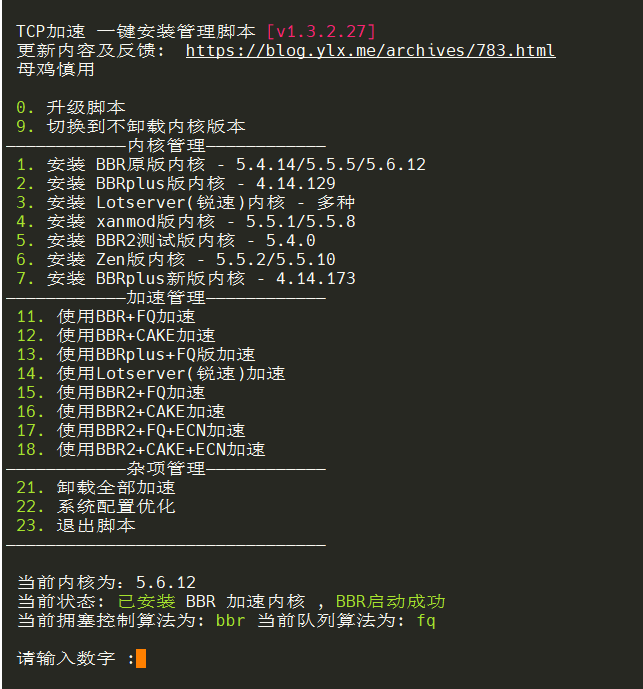 TCP加速 一键安装管理脚本 [v1.3.2.27]
更新内容及反馈: https://blog.ylx.me/archives/783.html
母鸡慎用
0. 升级脚本
9. 切换到不卸载内核版本
————————————内核管理————————————
1. 安装 BBR原版内核 - 5.4.14/5.5.5/5.6.12
2. 安装 BBRplus版内核 - 4.14.129
3. 安装 Lotserver(锐速)内核 - 多种
4. 安装 xanmod版内核 - 5.5.1/5.5.8
5. 安装 BBR2测试版内核 - 5.4.0
6. 安装 Zen版内核 - 5.5.2/5.5.10
7. 安装 BBRplus新版内核 - 4.14.173
————————————加速管理————————————
11. 使用BBR+FQ加速
12. 使用BBR+CAKE加速
13. 使用BBRplus+FQ版加速
14. 使用Lotserver(锐速)加速
15. 使用BBR2+FQ加速
16. 使用BBR2+CAKE加速
17. 使用BBR2+FQ+ECN加速
18. 使用BBR2+CAKE+ECN加速
————————————杂项管理————————————
21. 卸载全部加速
22. 系统配置优化
23. 退出脚本
————————————————————————————————
当前内核为：5.6.12
当前状态: 已安装 BBR 加速内核 , BBR启动成功
当前拥塞控制算法为: bbr 当前队列算法为: fq
请输入数字 :